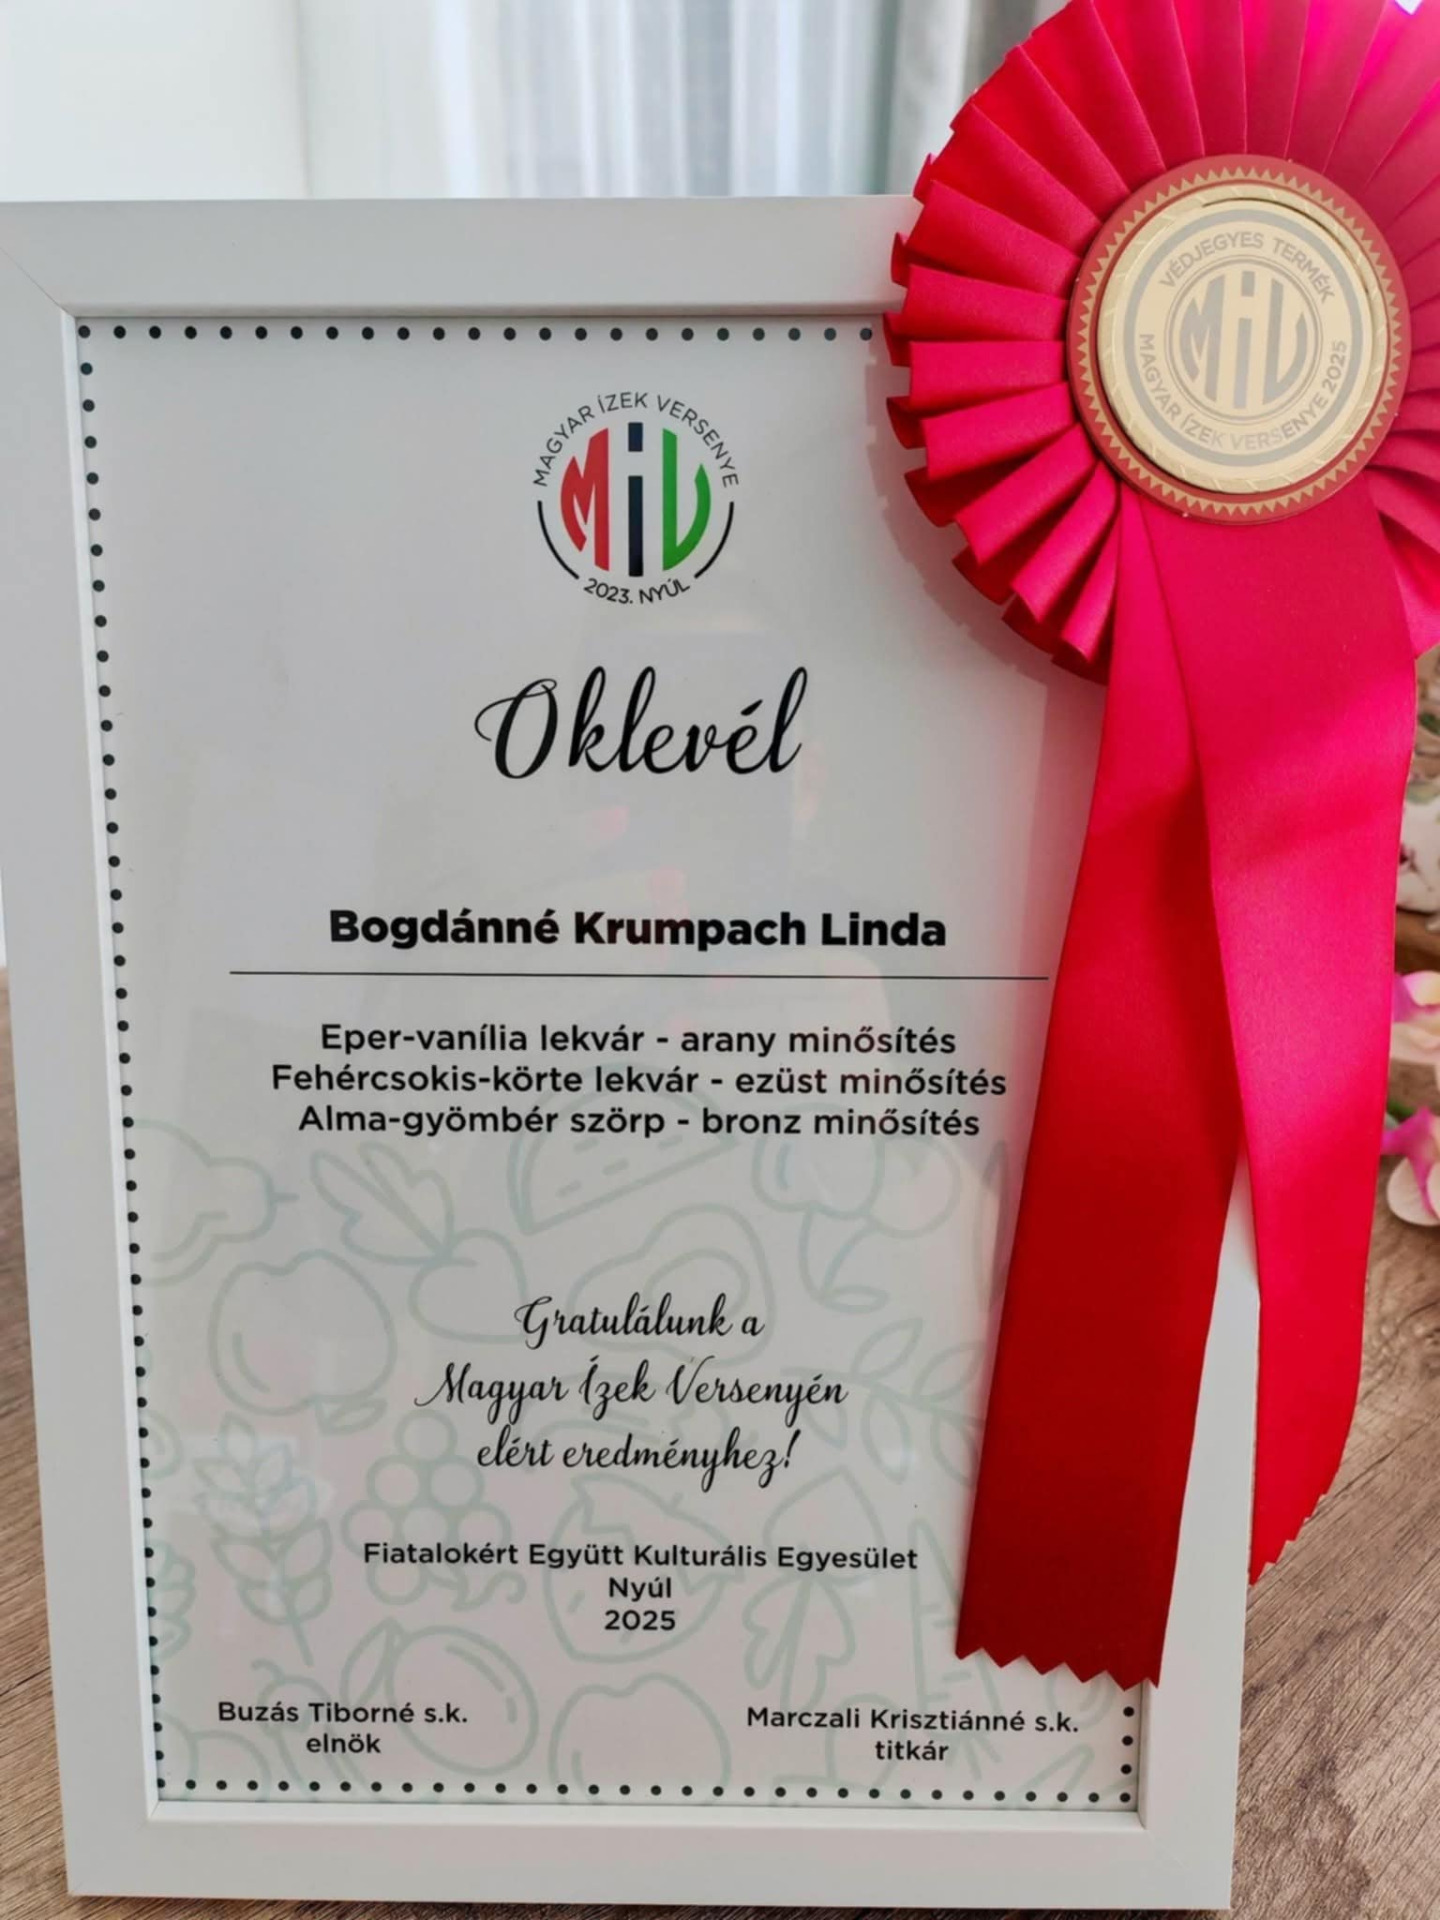 MAGYAR ÍZEK VERSENYE
MÍV
2023. NYÚL
VÉDJEGYES TERMÉK
MÍV
MAGYAR ÍZEK VERSENYE 2025
Oklevél
Bogdánné Krumpach Linda
Eper-vanília lekvár - arany minősítés
Fehércsokis-körte lekvár - ezüst minősítés
Alma-gyömbér szörp - bronz minősítés
Gratulálunk a
Magyar Ízek Versenyén
elért eredményhez!
Fiatalokért Együtt Kulturális Egyesület
Nyúl
2025
Buzás Tiborné s.k.
elnök
Marczali Krisztiánné s.k.
titkár